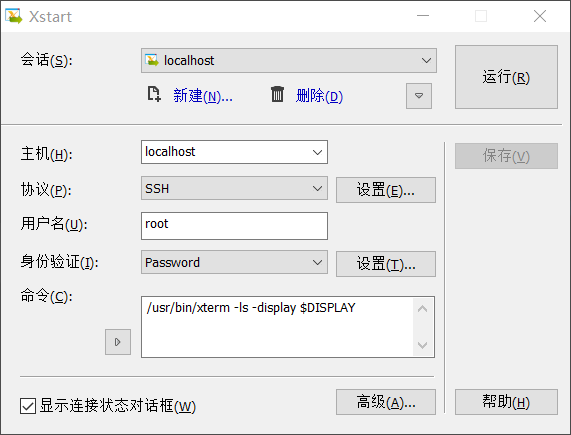 Xstart
会话(S):
localhost
运行(R)
新建(N)...
删除(D)
主机(H):
localhost
保存(V)
协议(P):
SSH
设置(E)...
用户名(U):
root
身份验证(I):
Password
设置(T)...
命令(C):
/usr/bin/xterm -ls -display $DISPLAY
显示连接状态对话框(W)
高级(A)...
帮助(H)